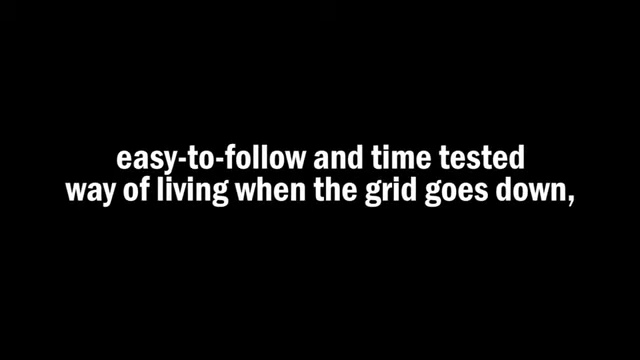 easy-to-follow and time tested
way of living when the grid goes down,